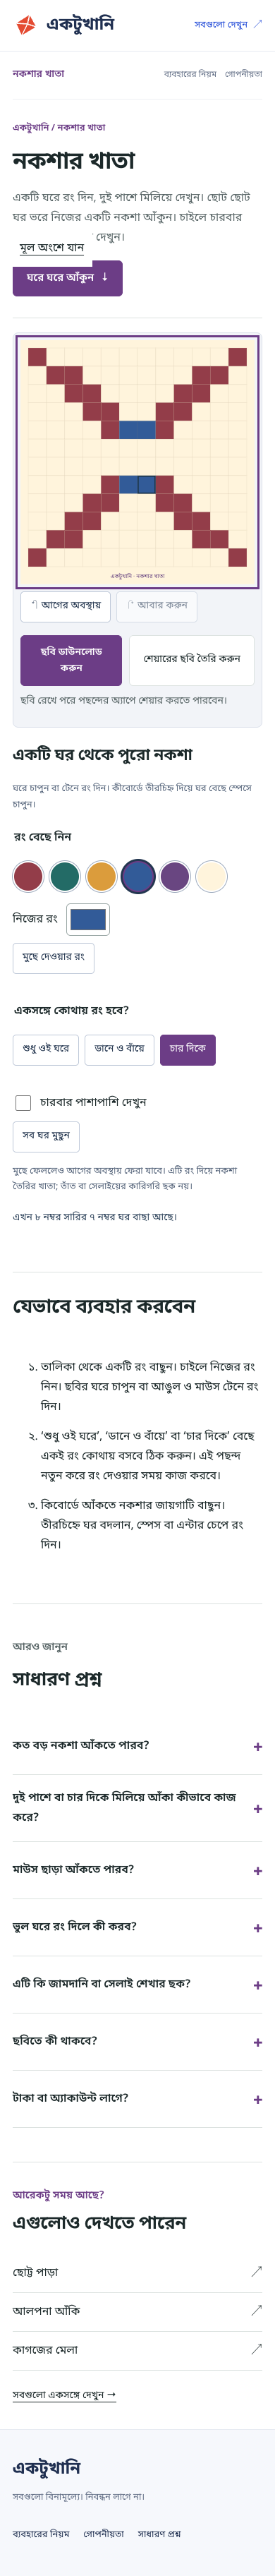 একটুখানি
সবগুলো দেখুন ↗
নকশার খাতা
ব্যবহারের নিয়ম গোপনীয়তা
একটুখানি / নকশার খাতা
নকশার খাতা
একটি ঘরে রং দিন, দুই পাশে মিলিয়ে দেখুন। ছোট ছোট
ঘর ভরে নিজের একটি নকশা আঁকুন। চাইলে চারবার
দেখুন।
মূল অংশে যান
ঘরে ঘরে আঁকুন ↓
একটুখানি · নকশার খাতা
আগের অবস্থায়
আবার করুন
ছবি ডাউনলোড
করুন
শেয়ারের ছবি তৈরি করুন
ছবি রেখে পরে পছন্দের অ্যাপে শেয়ার করতে পারবেন।
একটি ঘর থেকে পুরো নকশা
ঘরে চাপুন বা টেনে রং দিন। কীবোর্ডে তীরচিহ্ন দিয়ে ঘর বেছে স্পেসে
চাপুন।
রং বেছে নিন
নিজের রং
মুছে দেওয়ার রং
একসঙ্গে কোথায় রং হবে?
শুধু ওই ঘরে
ডানে ও বাঁয়ে
চার দিকে
চারবার পাশাপাশি দেখুন
সব ঘর মুছুন
মুছে ফেললেও আগের অবস্থায় ফেরা যাবে। এটি রং দিয়ে নকশা
তৈরির খাতা; তাঁত বা সেলাইয়ের কারিগরি ছক নয়।
এখন ৮ নম্বর সারির ৭ নম্বর ঘর বাছা আছে।
যেভাবে ব্যবহার করবেন
১. তালিকা থেকে একটি রং বাছুন। চাইলে নিজের রং
নিন। ছবির ঘরে চাপুন বা আঙুল ও মাউস টেনে রং
দিন।
২. ‘শুধু ওই ঘরে’, ‘ডানে ও বাঁয়ে’ বা ‘চার দিকে’ বেছে
একই রং কোথায় বসবে ঠিক করুন। এই পছন্দ
নতুন করে রং দেওয়ার সময় কাজ করবে।
৩. কিবোর্ডে আঁকতে নকশার জায়গাটি বাছুন।
তীরচিহ্নে ঘর বদলান, স্পেস বা এন্টার চেপে রং
দিন।
আরও জানুন
সাধারণ প্রশ্ন
কত বড় নকশা আঁকতে পারব? +
দুই পাশে বা চার দিকে মিলিয়ে আঁকা কীভাবে কাজ
করে? +
মাউস ছাড়া আঁকতে পারব? +
ভুল ঘরে রং দিলে কী করব? +
এটি কি জামদানি বা সেলাই শেখার ছক? +
ছবিতে কী থাকবে? +
টাকা বা অ্যাকাউন্ট লাগে? +
আরেকটু সময় আছে?
এগুলোও দেখতে পারেন
ছোট্ট পাড়া ↗
আলপনা আঁকি ↗
কাগজের মেলা ↗
সবগুলো একসঙ্গে দেখুন →
একটুখানি
সবগুলো বিনামূল্যে। নিবন্ধন লাগে না।
ব্যবহারের নিয়ম গোপনীয়তা সাধারণ প্রশ্ন